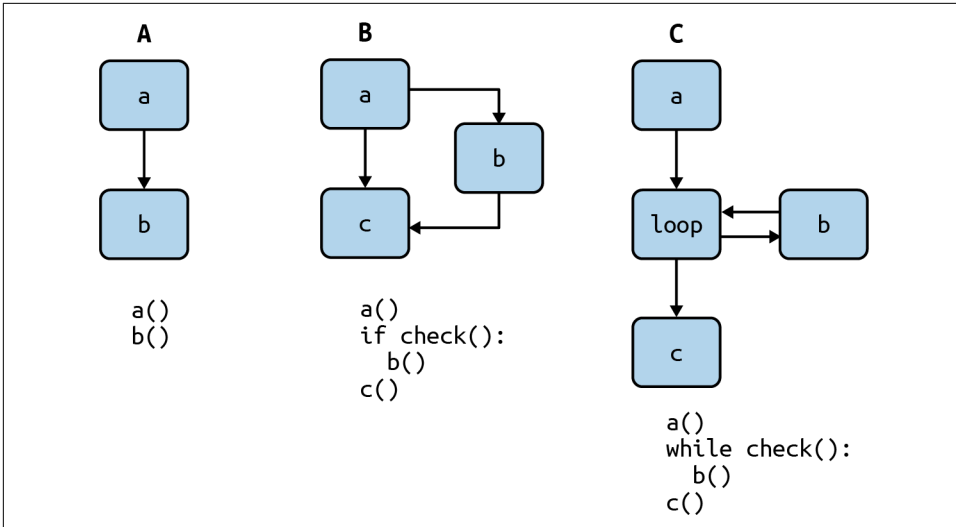 A
a
b
a()
b()
B
a
b
c
a()
if check():
  b()
c()
C
a
loop
b
c
a()
while check():
  b()
c()